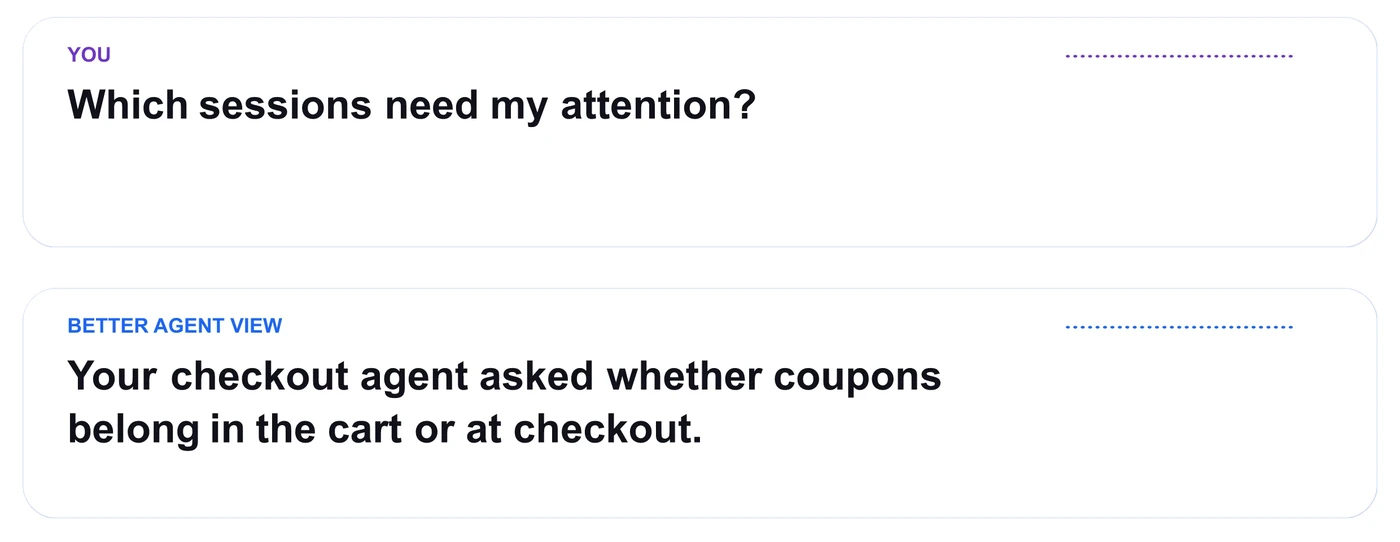 YOU
Which sessions need my attention?
BETTER AGENT VIEW
Your checkout agent asked whether coupons
belong in the cart or at checkout.